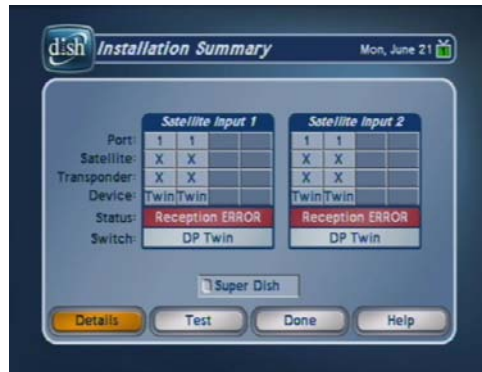 dish Installation Summary Mon, June 21 1
Satellite Input 1 Satellite Input 2
Port: 1 1 1 1
Satellite: X X X X
Transponder: X X X X
Device: Twin Twin Twin Twin
Status: Reception ERROR Reception ERROR
Switch: DP Twin DP Twin
Super Dish
Details Test Done Help